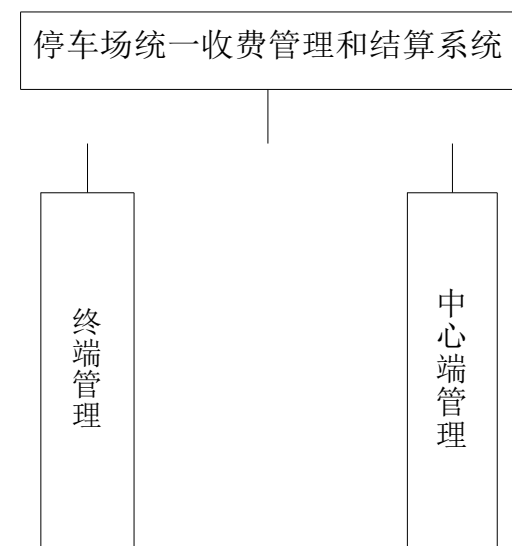 停车场统一收费管理和结算系统
终端管理
中心端管理